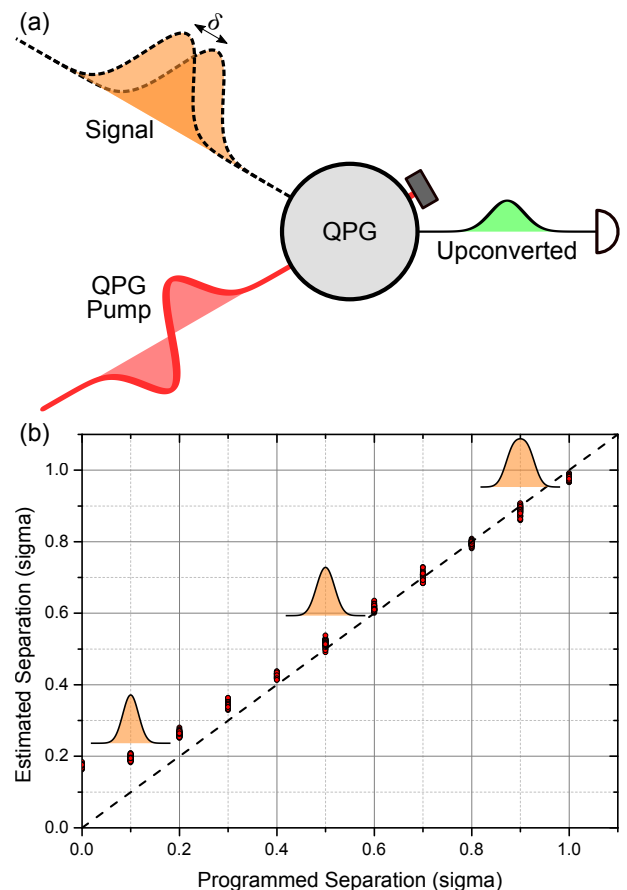 (a)
δ
Signal
QPG
Upconverted
QPG
Pump
(b)
1.0
0.8
0.6
0.4
0.2
0.0
Estimated Separation (sigma)
0.0 0.2 0.4 0.6 0.8 1.0
Programmed Separation (sigma)